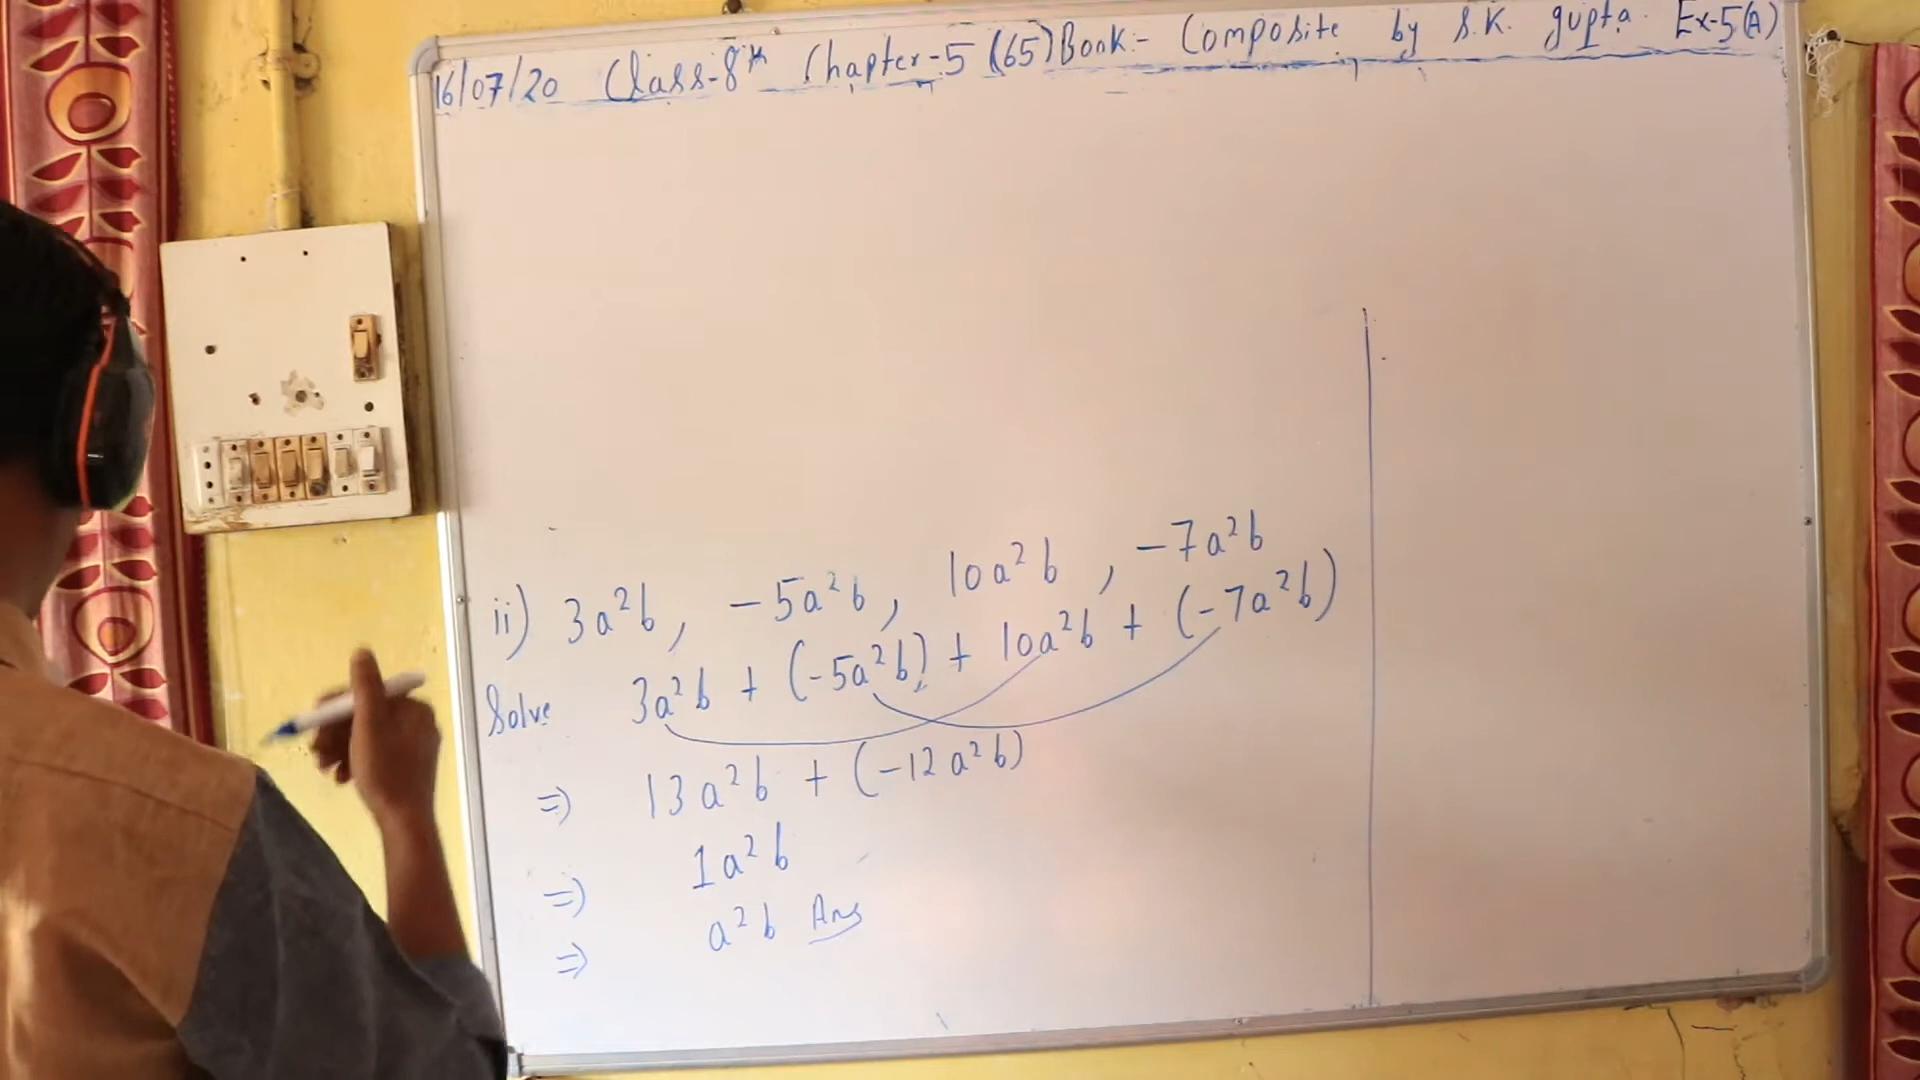 16/07/20 Class-8th Chapter-5 (65) Book:- Composite by S.K. gupta. Ex-5(A)
ii) 3a²b, -5a²b, 10a²b, -7a²b
Solve 3a²b + (-5a²b) + 10a²b + (-7a²b)
=> 13a²b + (-12a²b)
=> 1a²b
=> a²b Ans